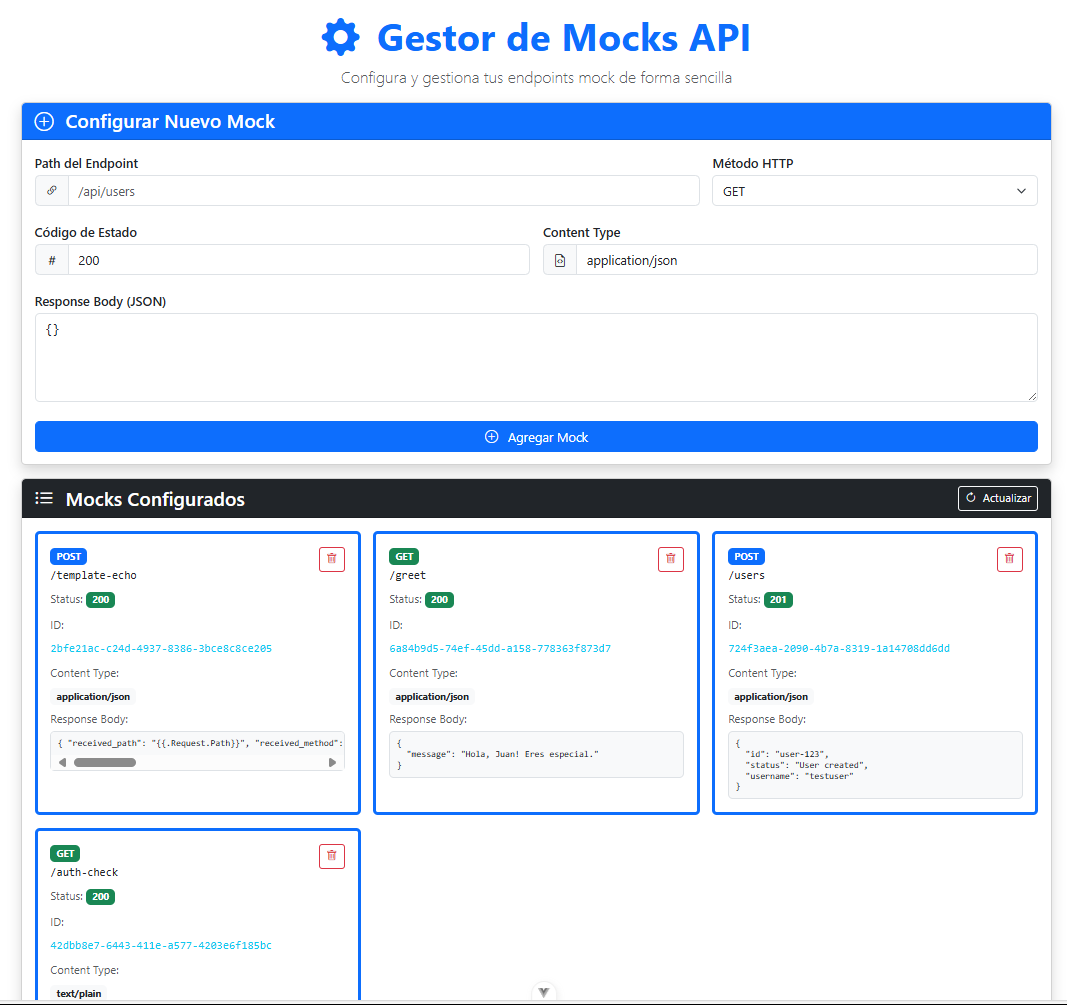 Gestor de Mocks API
Configura y gestiona tus endpoints mock de forma sencilla
Configurar Nuevo Mock
Path del Endpoint
/api/users
Método HTTP
GET
Código de Estado
# 200
Content Type
application/json
Response Body (JSON)
{}
Agregar Mock
Mocks Configurados
Actualizar
POST
/template-echo
Status: 200
ID:
2bfe21ac-c24d-4937-8386-3bce8c8ce205
Content Type:
application/json
Response Body:
{ "received_path": "{{.Request.Path}}", "received_method":
GET
/greet
Status: 200
ID:
6a84b9d5-74ef-45dd-a158-778363f873d7
Content Type:
application/json
Response Body:
{
"message": "Hola, Juan! Eres especial."
}
POST
/users
Status: 201
ID:
724f3aea-2090-4b7a-8319-1a14708dd6dd
Content Type:
application/json
Response Body:
{
"id": "user-123",
"status": "User created",
"username": "testuser"
}
GET
/auth-check
Status: 200
ID:
42dbb8e7-6443-411e-a577-4203e6f185bc
Content Type:
text/plain